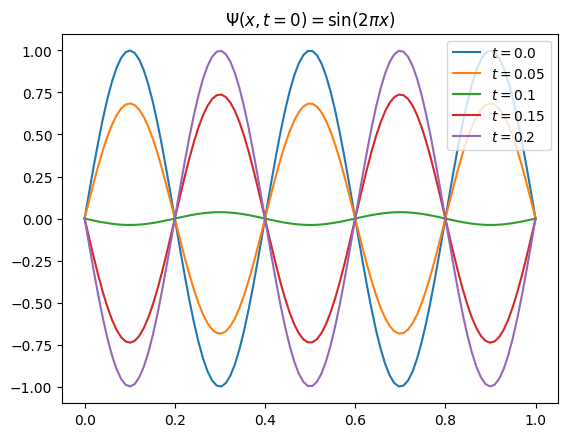 Ψ(x, t = 0) = sin(2πx)
t = 0.0
t = 0.05
t = 0.1
t = 0.15
t = 0.2
1.00
0.75
0.50
0.25
0.00
−0.25
−0.50
−0.75
−1.00
0.0 0.2 0.4 0.6 0.8 1.0